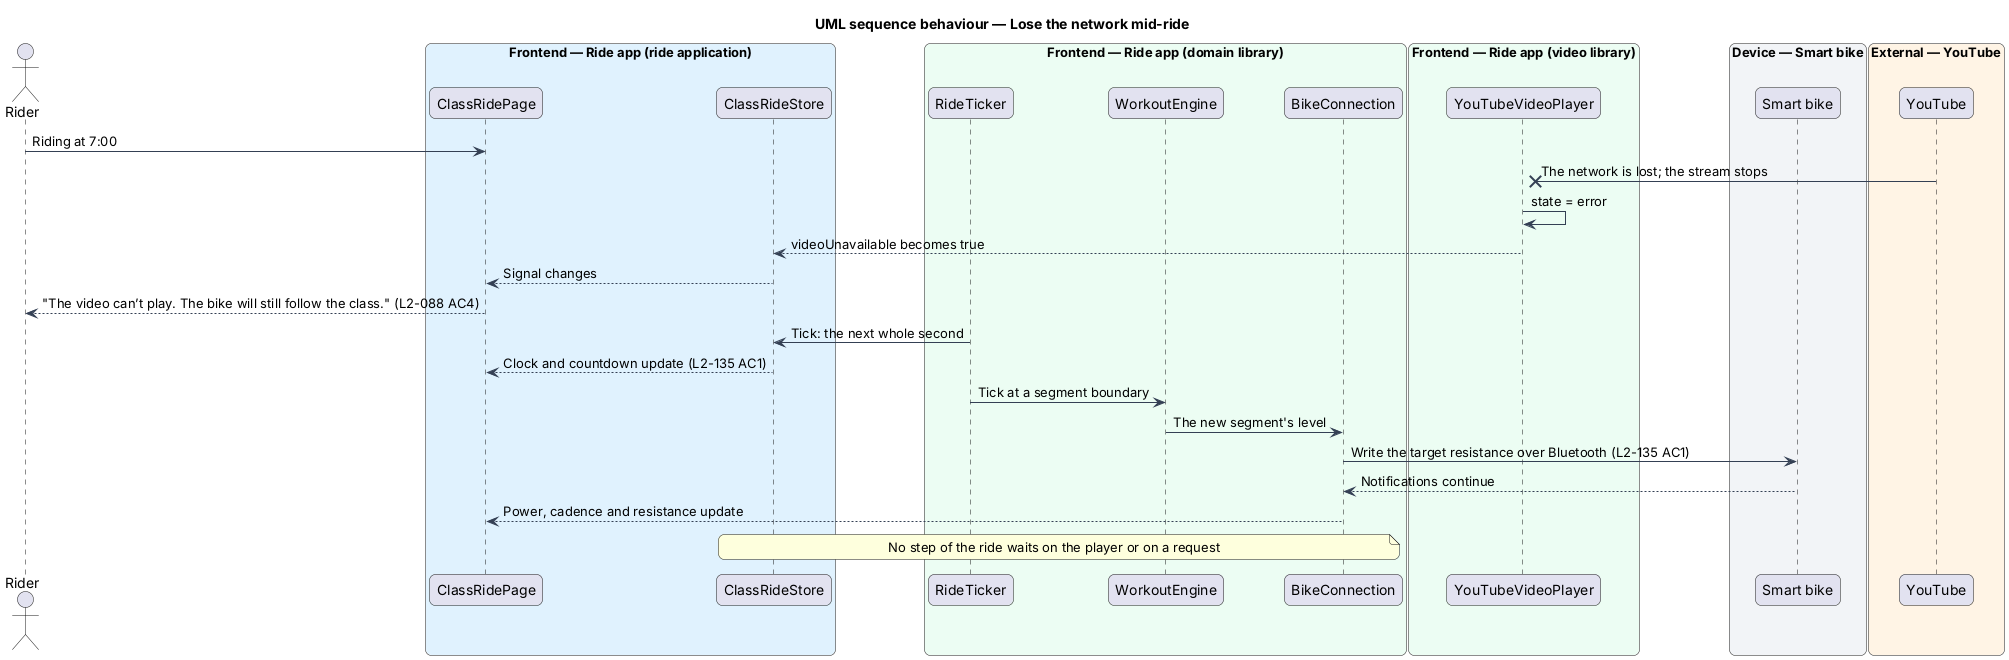 UML sequence behaviour — Lose the network mid-ride
Frontend — Ride app (ride application)
Frontend — Ride app (domain library)
Frontend — Ride app (video library)
Device — Smart bike
External — YouTube
Rider
ClassRidePage
ClassRideStore
RideTicker
WorkoutEngine
BikeConnection
YouTubeVideoPlayer
Smart bike
YouTube
Riding at 7:00
The network is lost; the stream stops
state = error
videoUnavailable becomes true
Signal changes
"The video can’t play. The bike will still follow the class." (L2-088 AC4)
Tick: the next whole second
Clock and countdown update (L2-135 AC1)
Tick at a segment boundary
The new segment's level
Write the target resistance over Bluetooth (L2-135 AC1)
Notifications continue
Power, cadence and resistance update
No step of the ride waits on the player or on a request
Rider
ClassRidePage
ClassRideStore
RideTicker
WorkoutEngine
BikeConnection
YouTubeVideoPlayer
Smart bike
YouTube